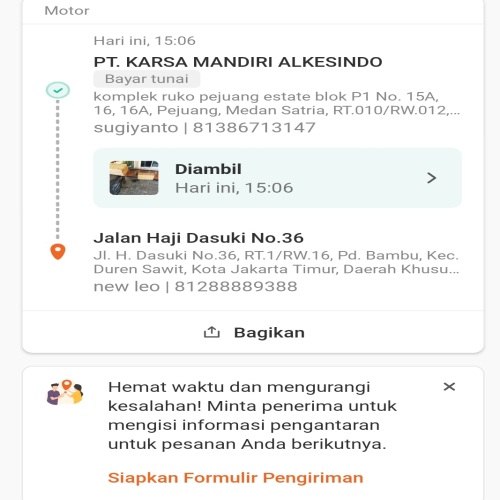 Motor
Hari ini, 15:06
PT. KARSA MANDIRI ALKESINDO
Bayar tunai
komplek ruko pejuang estate blok P1 No. 15A,
16, 16A, Pejuang, Medan Satria, RT.010/RW.012,...
sugiyanto | 81386713147
Diambil
Hari ini, 15:06
Jalan Haji Dasuki No.36
Jl. H. Dasuki No.36, RT.1/RW.16, Pd. Bambu, Kec.
Duren Sawit, Kota Jakarta Timur, Daerah Khusu...
new leo | 81288889388
Bagikan
Hemat waktu dan mengurangi
kesalahan! Minta penerima untuk
mengisi informasi pengantaran
untuk pesanan Anda berikutnya.
Siapkan Formulir Pengiriman